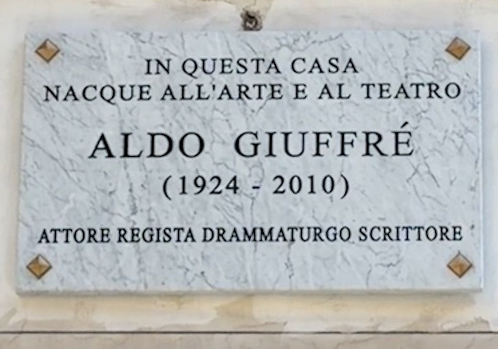 IN QUESTA CASA
NACQUE ALL'ARTE E AL TEATRO
ALDO GIUFFRÉ
(1924 - 2010)
ATTORE REGISTA DRAMMATURGO SCRITTORE